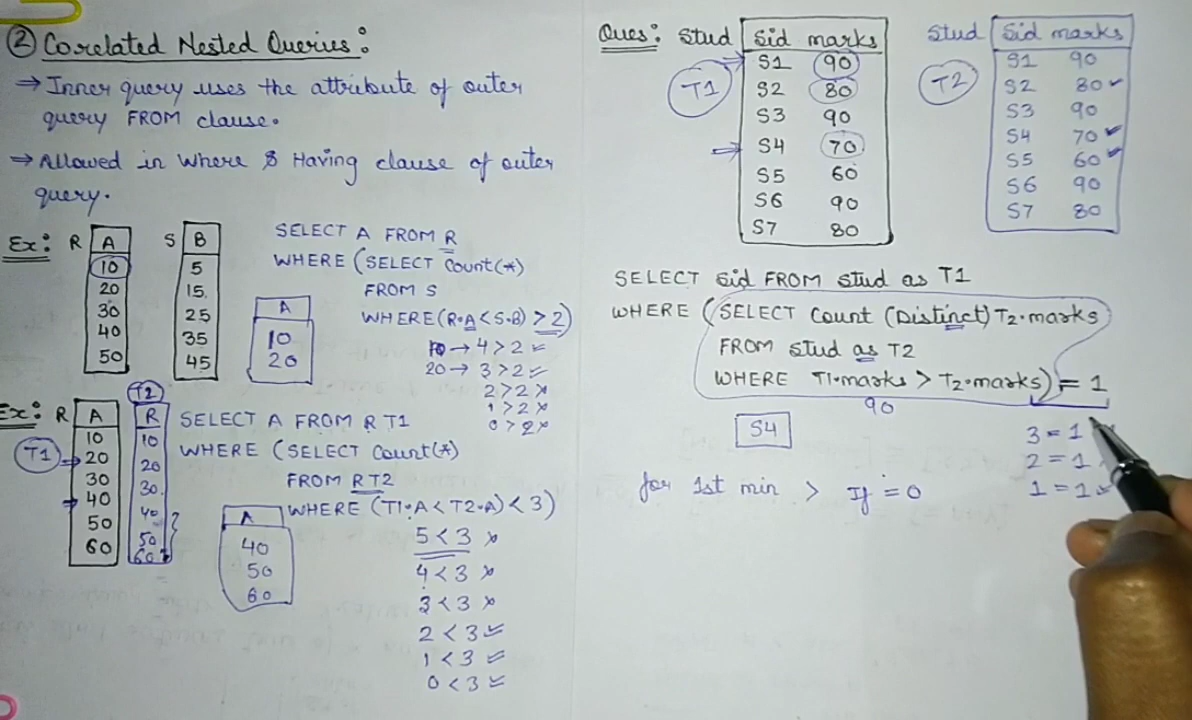 ② Corelated Nested Queries:
→ Inner query uses the attribute of outer
query FROM clause.
→ Allowed in where & Having clause of outer
query.
Ex: R
A
10
20
30
40
50
S
B
5
15.
25
35
45
SELECT A FROM R
WHERE (SELECT Count(*)
FROM S
WHERE (R.A < S.B) > 2)
A
10
20
10 → 4 > 2 ✓
20 → 3 > 2 ✓
2 > 2 ×
1 > 2 ×
0 > 2 ×
Ex: R
T1
A
10
20
30
40
50
60
T2
R
10
20
30.
40
50
60
SELECT A FROM R T1
WHERE (SELECT Count(*)
FROM R T2
WHERE (T1.A < T2.A) < 3)
A
40
50
60
5 < 3 ×
4 < 3 ×
3 < 3 ×
2 < 3 ✓
1 < 3 ✓
0 < 3 ✓
Ques: Stud
T1
Sid marks
S1 90
S2 80
S3 90
S4 70
S5 60
S6 90
S7 80
Stud
T2
Sid marks
S1 90
S2 80 ✓
S3 90
S4 70 ✓
S5 60 ✓
S6 90
S7 80
SELECT Sid FROM Stud as T1
WHERE (SELECT Count (Distinct) T2.marks
FROM Stud as T2
WHERE T1.marks > T2.marks) = 1
90
S4
3 = 1
2 = 1
1 = 1 ✓
for 1st min > If = 0